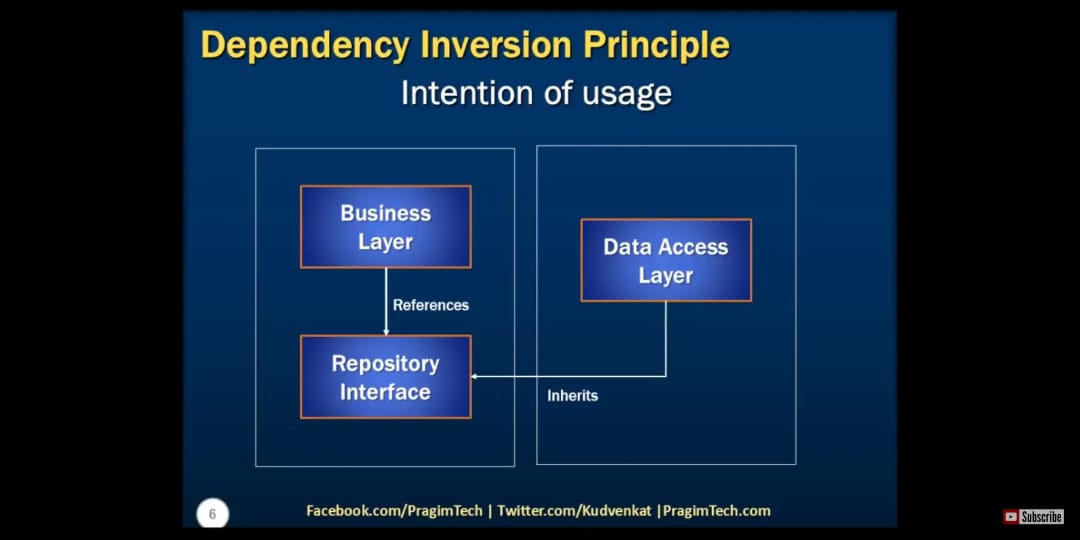 Dependency Inversion Principle
Intention of usage
Business
Layer
References
Repository
Interface
Data Access
Layer
Inherits
6
Facebook.com/PragimTech | Twitter.com/Kudvenkat |PragimTech.com
Subscribe